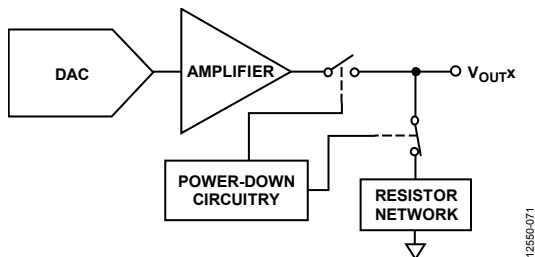 DAC
AMPLIFIER
VOUTx
POWER-DOWN
CIRCUITRY
RESISTOR
NETWORK
12550-071